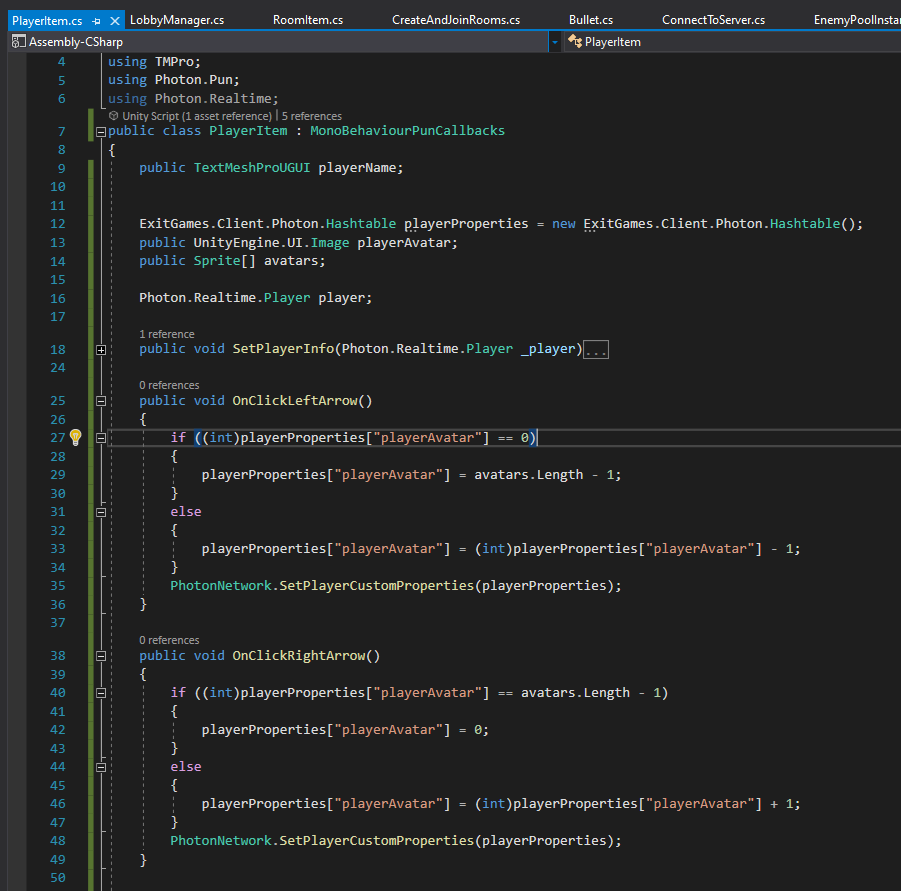 PlayerItem.cs LobbyManager.cs RoomItem.cs CreateAndJoinRooms.cs Bullet.cs ConnectToServer.cs EnemyPoolInstar
Assembly-CSharp PlayerItem
4 using TMPro;
5 using Photon.Pun;
6 using Photon.Realtime;
Unity Script (1 asset reference) | 5 references
7 public class PlayerItem : MonoBehaviourPunCallbacks
8 {
9 public TextMeshProUGUI playerName;
10
11
12 ExitGames.Client.Photon.Hashtable playerProperties = new ExitGames.Client.Photon.Hashtable();
13 public UnityEngine.UI.Image playerAvatar;
14 public Sprite[] avatars;
15
16 Photon.Realtime.Player player;
17
1 reference
18 public void SetPlayerInfo(Photon.Realtime.Player _player)...
24
0 references
25 public void OnClickLeftArrow()
26 {
27 if ((int)playerProperties["playerAvatar"] == 0)
28 {
29 playerProperties["playerAvatar"] = avatars.Length - 1;
30 }
31 else
32 {
33 playerProperties["playerAvatar"] = (int)playerProperties["playerAvatar"] - 1;
34 }
35 PhotonNetwork.SetPlayerCustomProperties(playerProperties);
36 }
37
0 references
38 public void OnClickRightArrow()
39 {
40 if ((int)playerProperties["playerAvatar"] == avatars.Length - 1)
41 {
42 playerProperties["playerAvatar"] = 0;
43 }
44 else
45 {
46 playerProperties["playerAvatar"] = (int)playerProperties["playerAvatar"] + 1;
47 }
48 PhotonNetwork.SetPlayerCustomProperties(playerProperties);
49 }
50